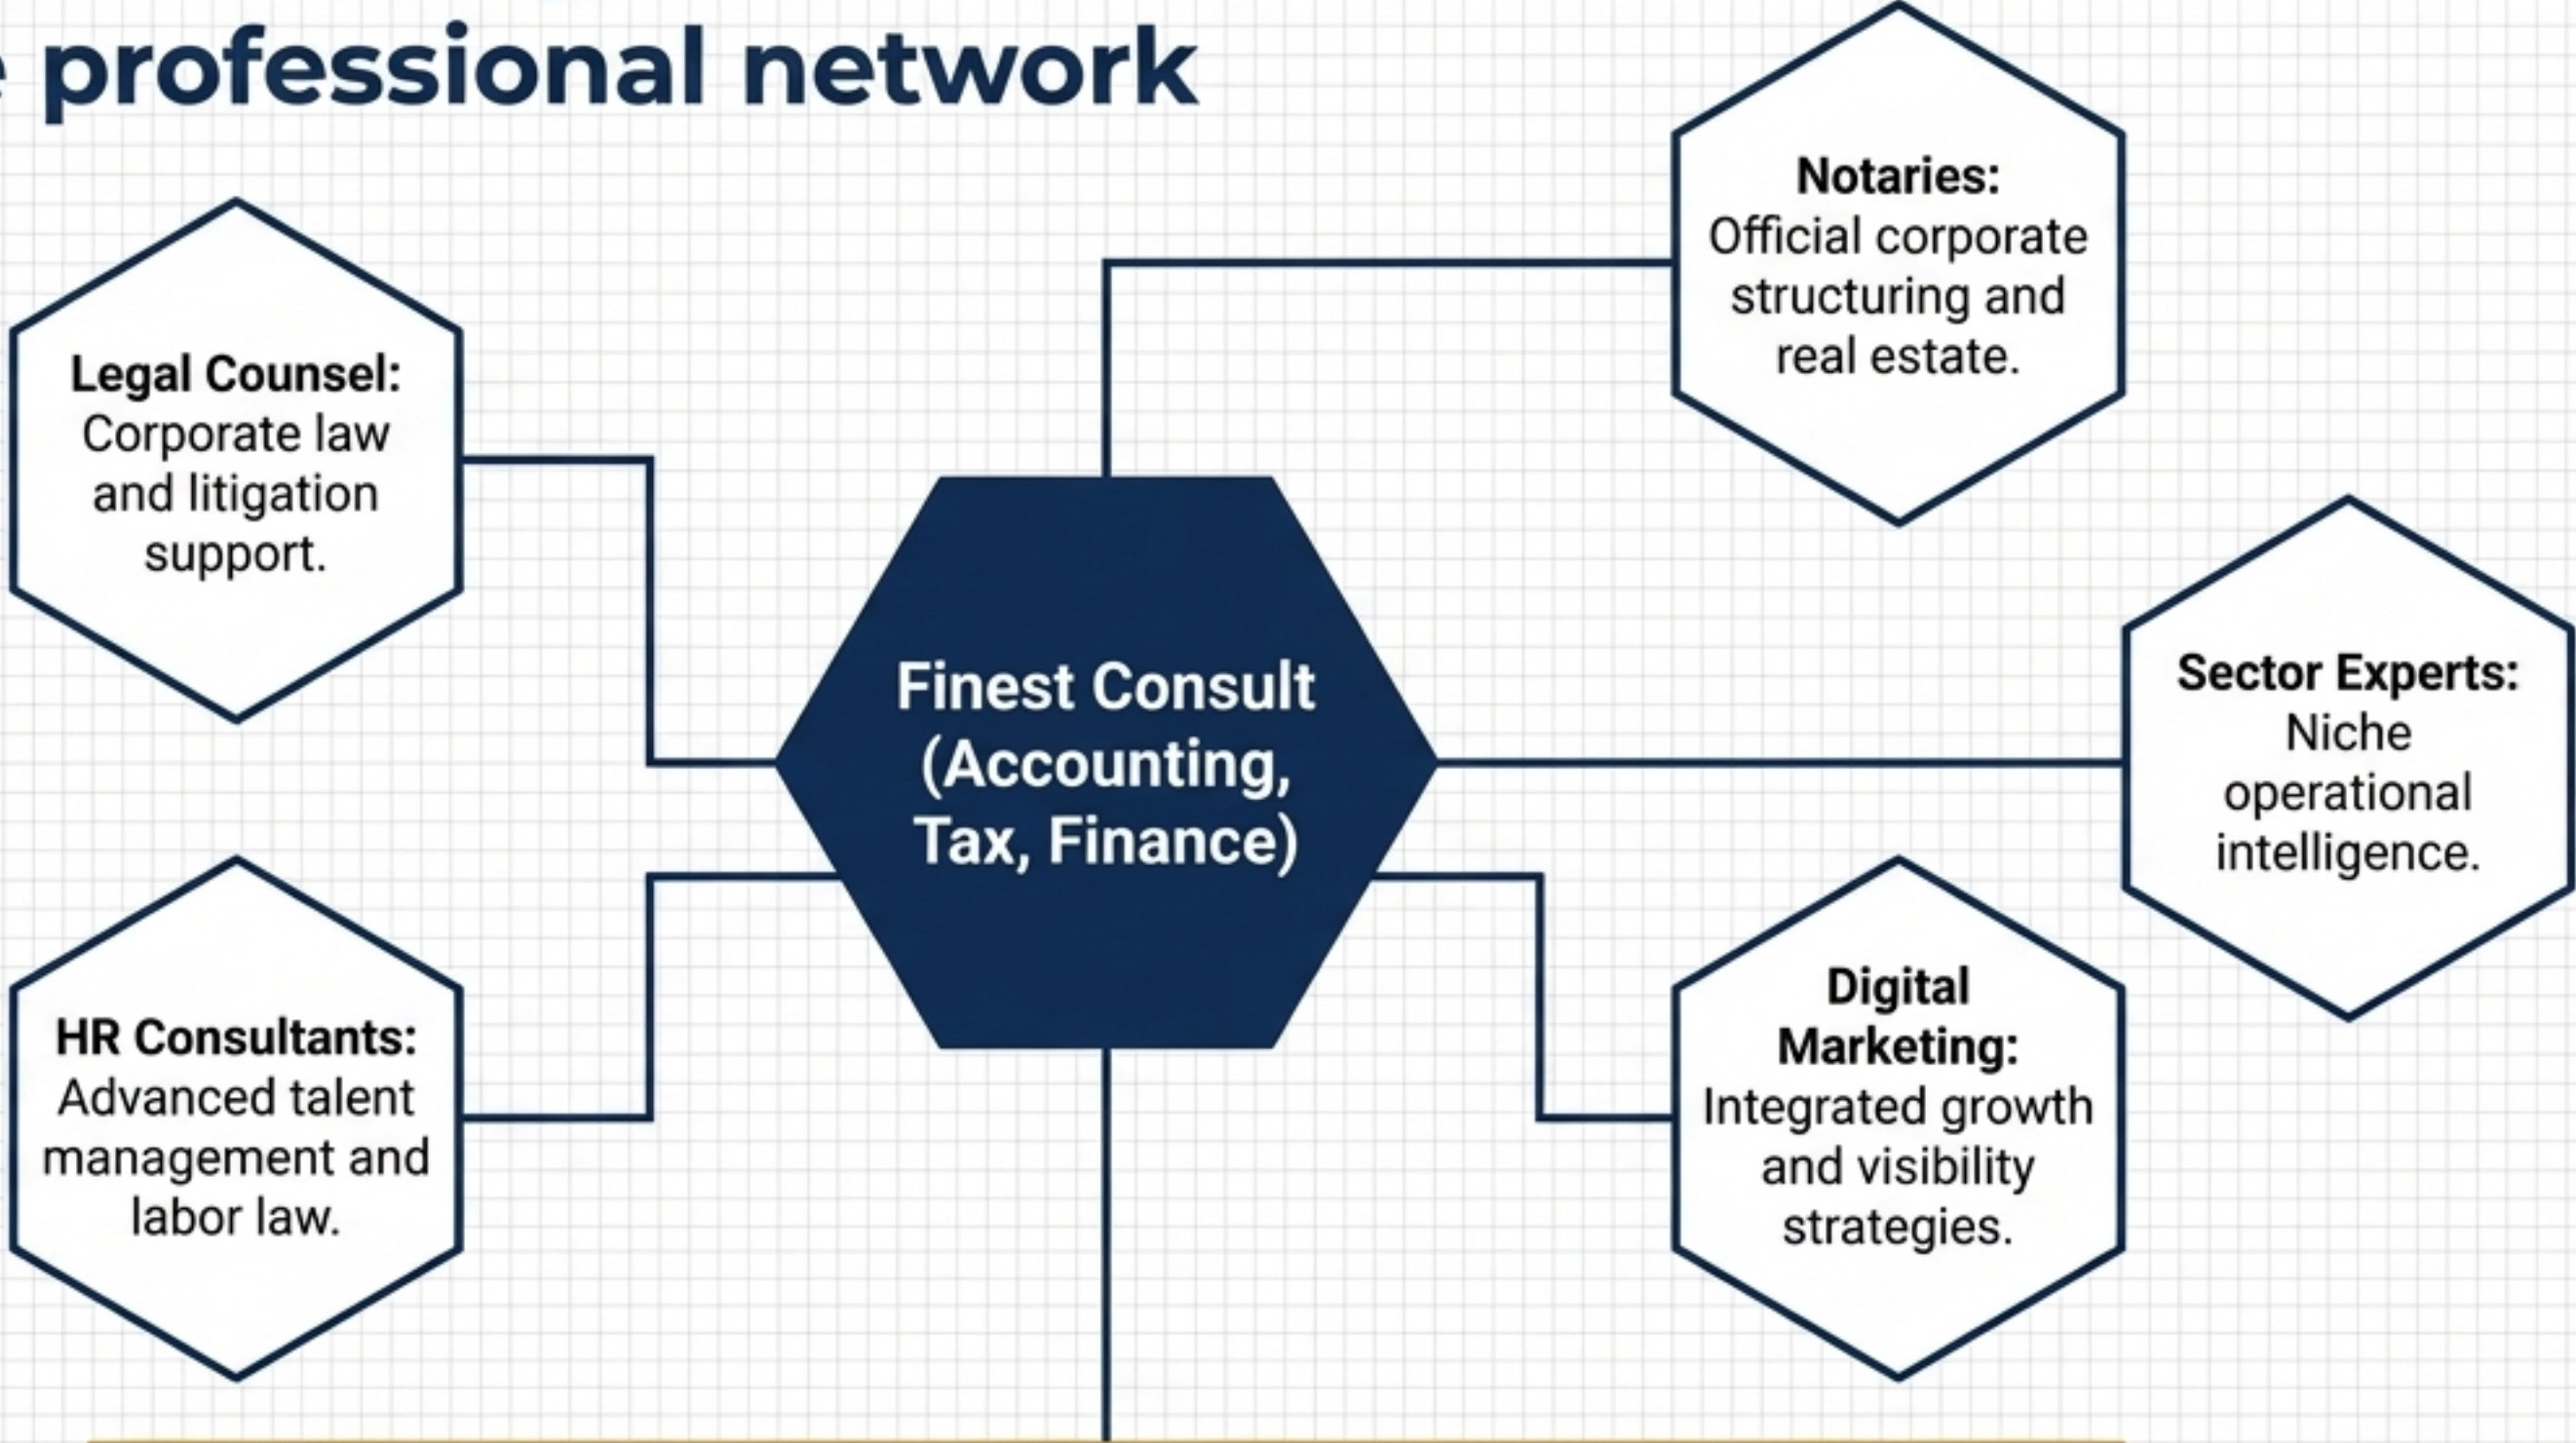 professional network
Notaries:
Official corporate
structuring and
real estate.
Legal Counsel:
Corporate law
and litigation
support.
Finest Consult
(Accounting,
Tax, Finance)
Sector Experts:
Niche
operational
intelligence.
HR Consultants:
Advanced talent
management and
labor law.
Digital
Marketing:
Integrated growth
and visibility
strategies.